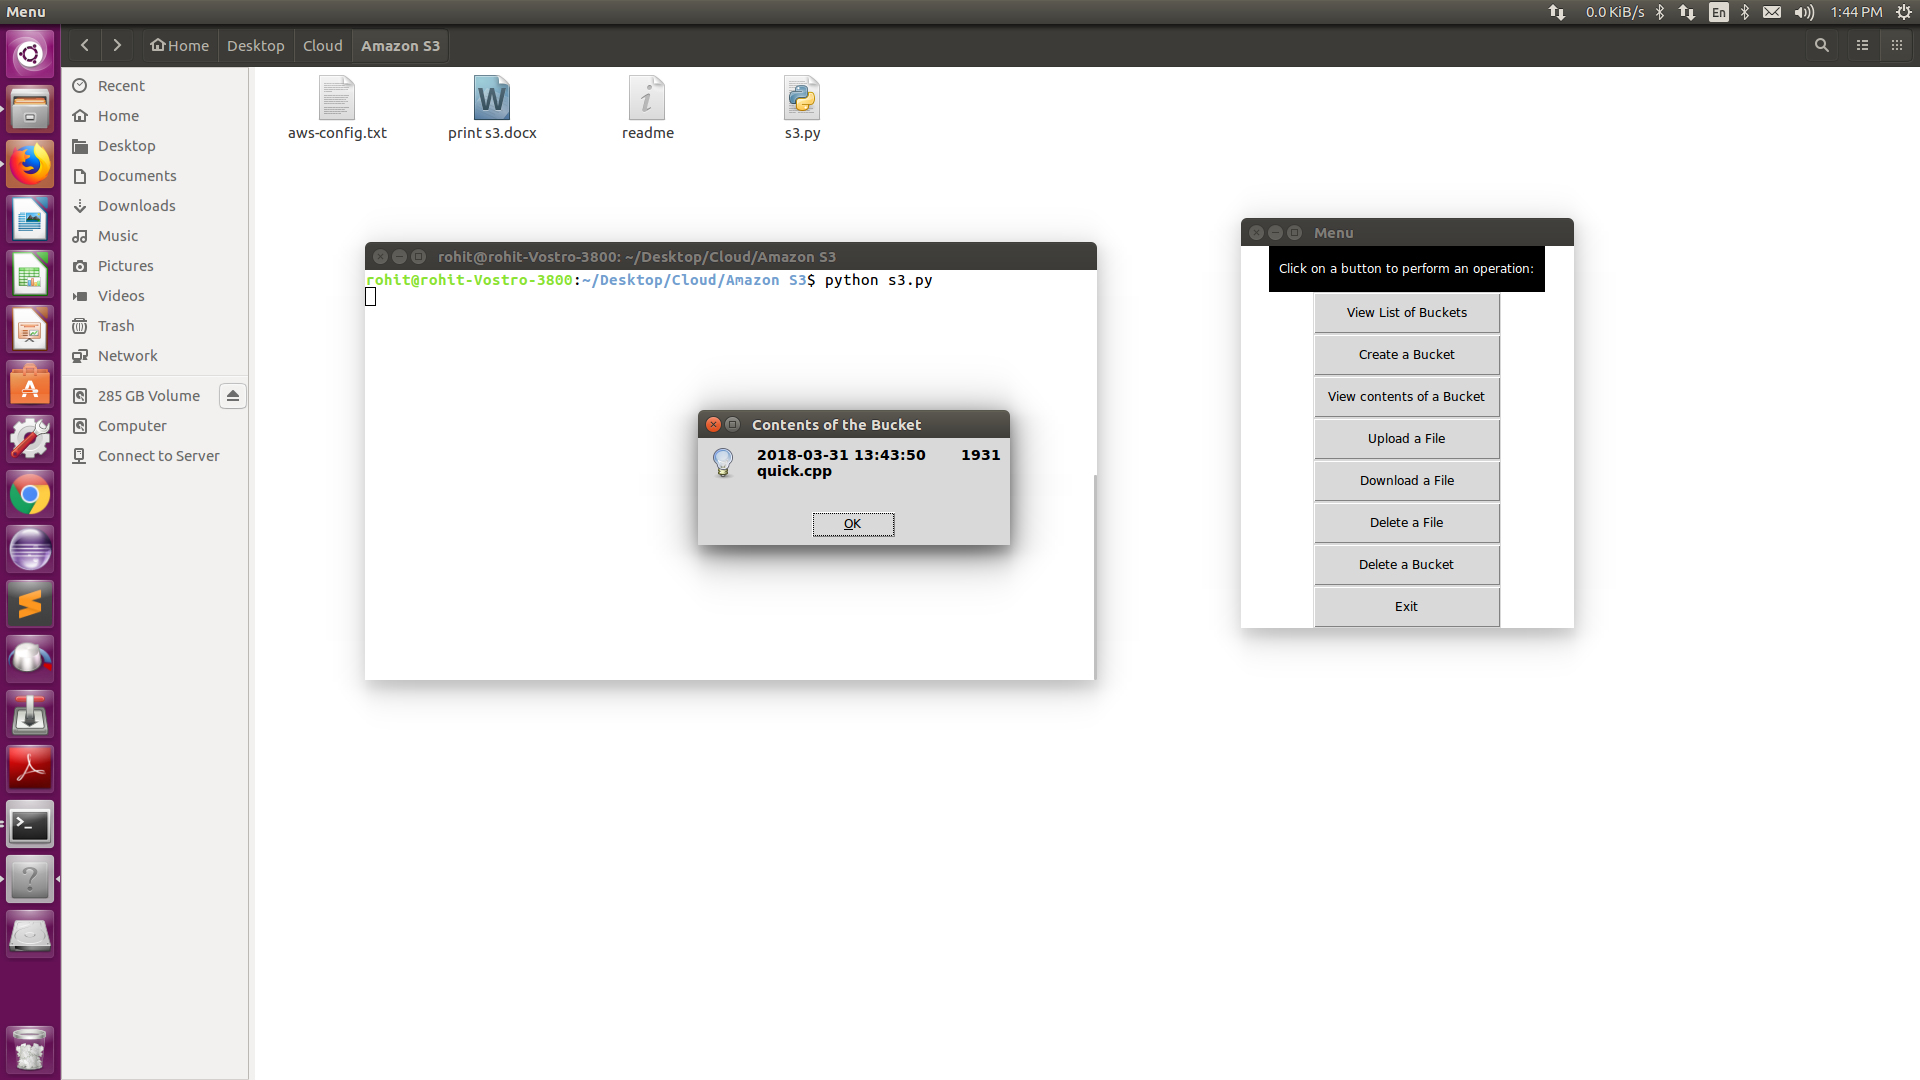 Menu
0.0 KiB/s
En
1:44 PM
Home
Desktop
Cloud
Amazon S3
Recent
Home
Desktop
Documents
Downloads
Music
Pictures
Videos
Trash
Network
285 GB Volume
Computer
Connect to Server
aws-config.txt
print s3.docx
readme
s3.py
rohit@rohit-Vostro-3800: ~/Desktop/Cloud/Amazon S3
rohit@rohit-Vostro-3800:~/Desktop/Cloud/Amazon S3$ python s3.py
Contents of the Bucket
2018-03-31 13:43:50 1931
quick.cpp
OK
Menu
Click on a button to perform an operation:
View List of Buckets
Create a Bucket
View contents of a Bucket
Upload a File
Download a File
Delete a File
Delete a Bucket
Exit